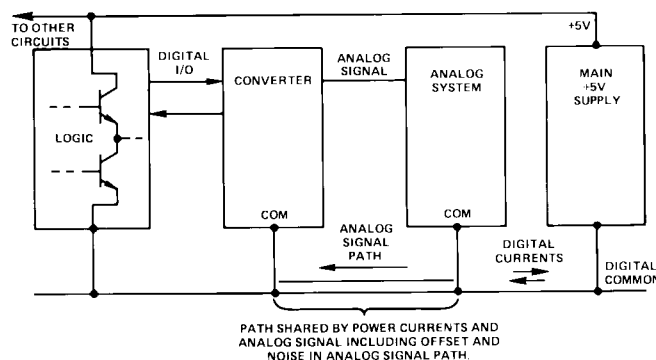 TO OTHER
CIRCUITS
DIGITAL
I/O
ANALOG
SIGNAL
+5V
CONVERTER
ANALOG
SYSTEM
MAIN
+5V
SUPPLY
LOGIC
COM
COM
ANALOG
SIGNAL
PATH
DIGITAL
CURRENTS
DIGITAL
COMMON
PATH SHARED BY POWER CURRENTS AND
ANALOG SIGNAL INCLUDING OFFSET AND
NOISE IN ANALOG SIGNAL PATH.